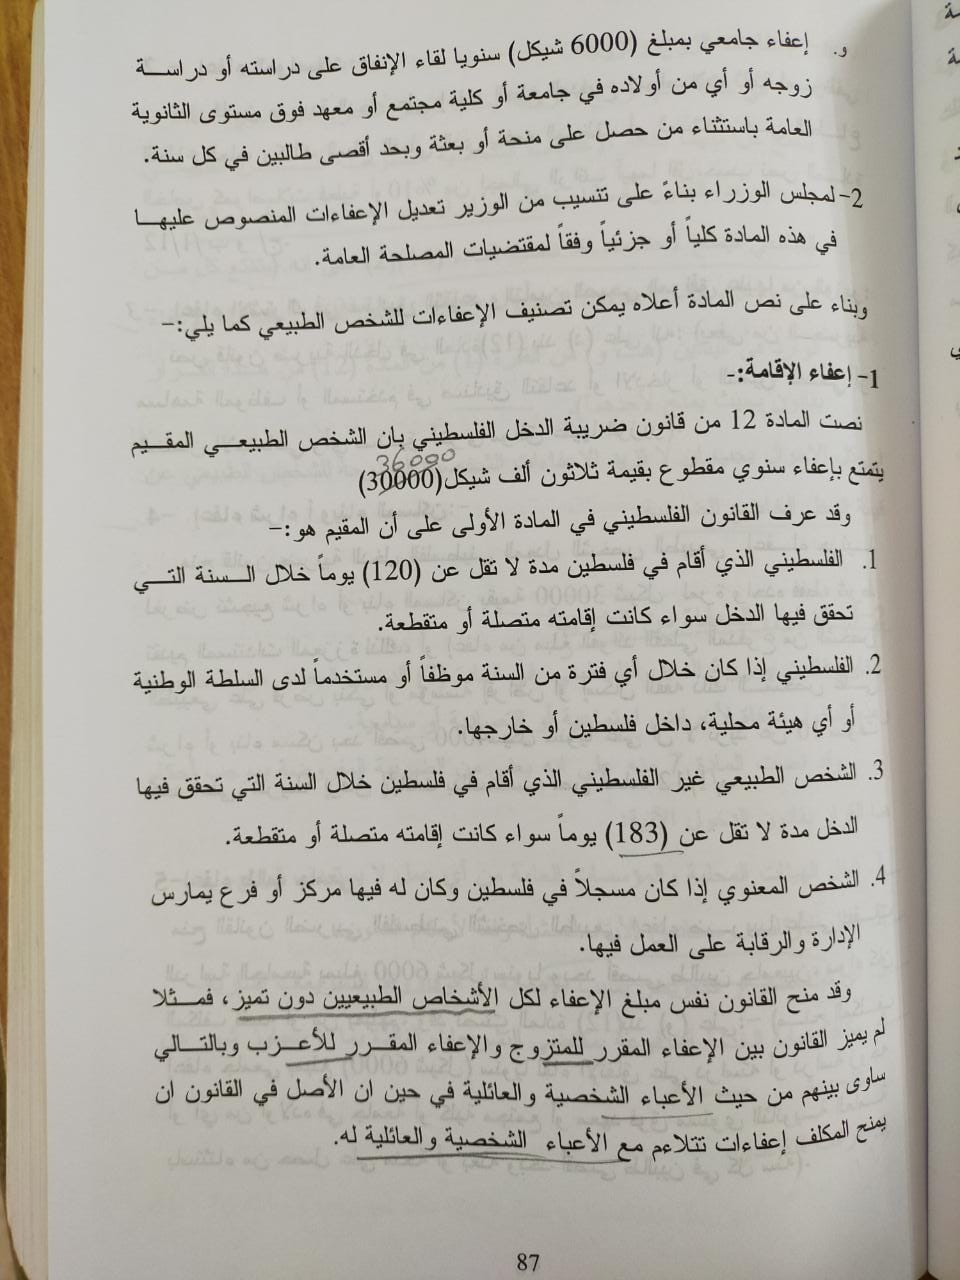 و. إعفاء جامعي بمبلغ (6000 شيكل) سنويا لقاء الإنفاق على دراسته أو دراسة
زوجه أو أي من أولاده في جامعة أو كلية مجتمع أو معهد فوق مستوى الثانوية
العامة باستثناء من حصل على منحة أو بعثة وبحد أقصى طالبين في كل سنة.
2- لمجلس الوزراء بناءً على تنسيب من الوزير تعديل الإعفاءات المنصوص عليها
في هذه المادة كلياً أو جزئياً وفقاً لمقتضيات المصلحة العامة.
وبناء على نص المادة أعلاه يمكن تصنيف الإعفاءات للشخص الطبيعي كما يلي:-
1- إعفاء الإقامة:-
نصت المادة 12 من قانون ضريبة الدخل الفلسطيني بان الشخص الطبيعي المقيم
36000
يتمتع بإعفاء سنوي مقطوع بقيمة ثلاثون ألف شيكل(30000)
وقد عرف القانون الفلسطيني في المادة الأولى على أن المقيم هو:-
1. الفلسطيني الذي أقام في فلسطين مدة لا تقل عن (120) يوماً خلال السنة التي
تحقق فيها الدخل سواء كانت إقامته متصلة أو متقطعة.
2. الفلسطيني إذا كان خلال أي فترة من السنة موظفاً أو مستخدماً لدى السلطة الوطنية
أو أي هيئة محلية، داخل فلسطين أو خارجها.
3. الشخص الطبيعي غير الفلسطيني الذي أقام في فلسطين خلال السنة التي تحقق فيها
الدخل مدة لا تقل عن (183) يوماً سواء كانت إقامته متصلة أو متقطعة.
4. الشخص المعنوي إذا كان مسجلاً في فلسطين وكان له فيها مركز أو فرع يمارس
الإدارة والرقابة على العمل فيها.
وقد منح القانون نفس مبلغ الإعفاء لكل الأشخاص الطبيعيين دون تميز، فمثلا
لم يميز القانون بين الإعفاء المقرر للمتزوج والإعفاء المقرر للأعزب وبالتالي
ساوى بينهم من حيث الأعباء الشخصية والعائلية في حين ان الأصل في القانون ان
يمنح المكلف إعفاءات تتلاءم مع الأعباء الشخصية والعائلية له.
87